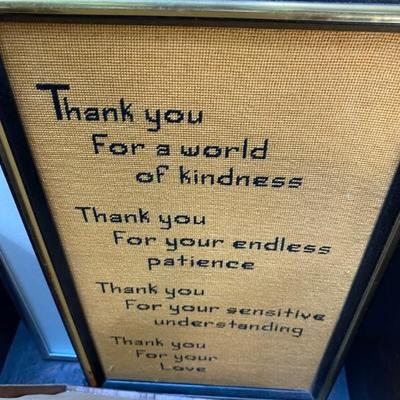 Thank you
For a world
of kindness
Thank you
For your endless
patience
Thank you
For your sensitive
understanding
Thank you
For your
Love